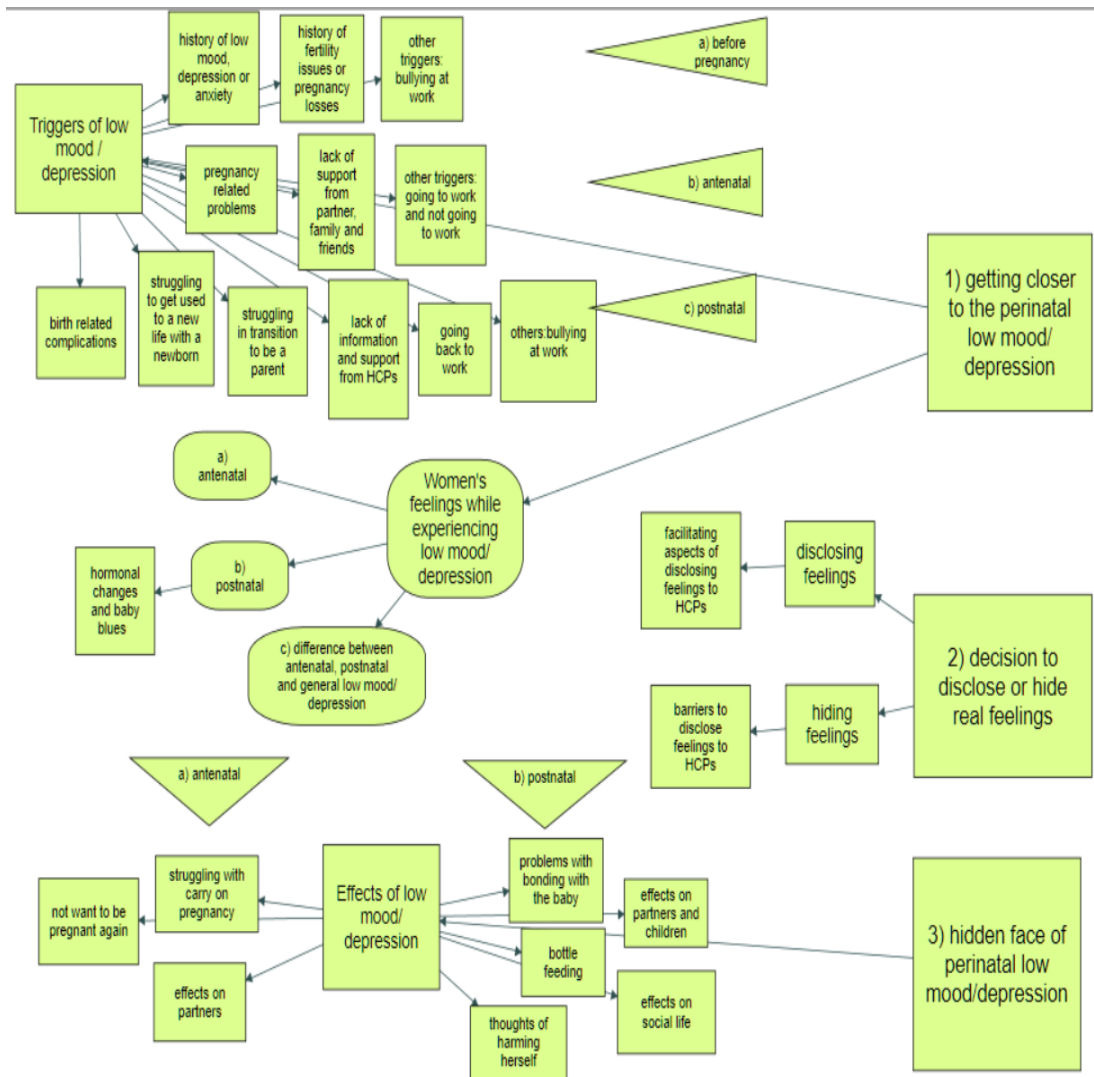 history of low
mood,
depression or
anxiety
history of
fertility
issues or
pregnancy
losses
other
triggers:
bullying at
work
a) before
pregnancy
Triggers of low
mood /
depression
pregnancy
related
problems
lack of
support
from
partner,
family and
friends
other triggers:
going to work
and not going
to work
b) antenatal
birth related
complications
struggling
to get used
to a new
life with a
newborn
struggling
in transition
to be a
parent
lack of
information
and support
from HCPs
going
back to
work
others:bullying
at work
c) postnatal
1) getting closer
to the perinatal
low mood/
depression
a)
antenatal
Women's
feelings while
experiencing
low mood/
depression
b)
postnatal
hormonal
changes
and baby
blues
c) difference between
antenatal, postnatal
and general low mood/
depression
facilitating
aspects of
disclosing
feelings to
HCPs
disclosing
feelings
2) decision to
disclose or hide
real feelings
barriers to
disclose
feelings to
HCPs
hiding
feelings
a) antenatal
b) postnatal
struggling with
carry on
pregnancy
not want to be
pregnant again
effects on
partners
Effects of low
mood/
depression
problems with
bonding with
the baby
effects on
partners and
children
bottle
feeding
effects on
social life
thoughts of
harming
herself
3) hidden face of
perinatal low
mood/depression